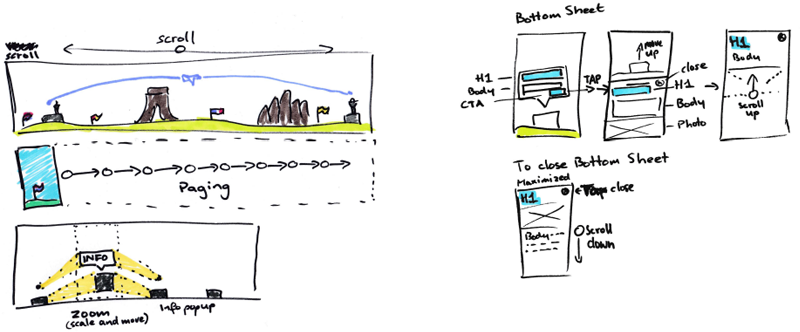 scroll
scroll
Paging
INFO
Zoom
(scale and move)
Info popup
Bottom Sheet
H1
Body
CTA
TAP
move
up
close
H1
Body
Photo
H1
Body
scroll
up
To close Bottom Sheet
Maximized
H1
close
Body
scroll
down